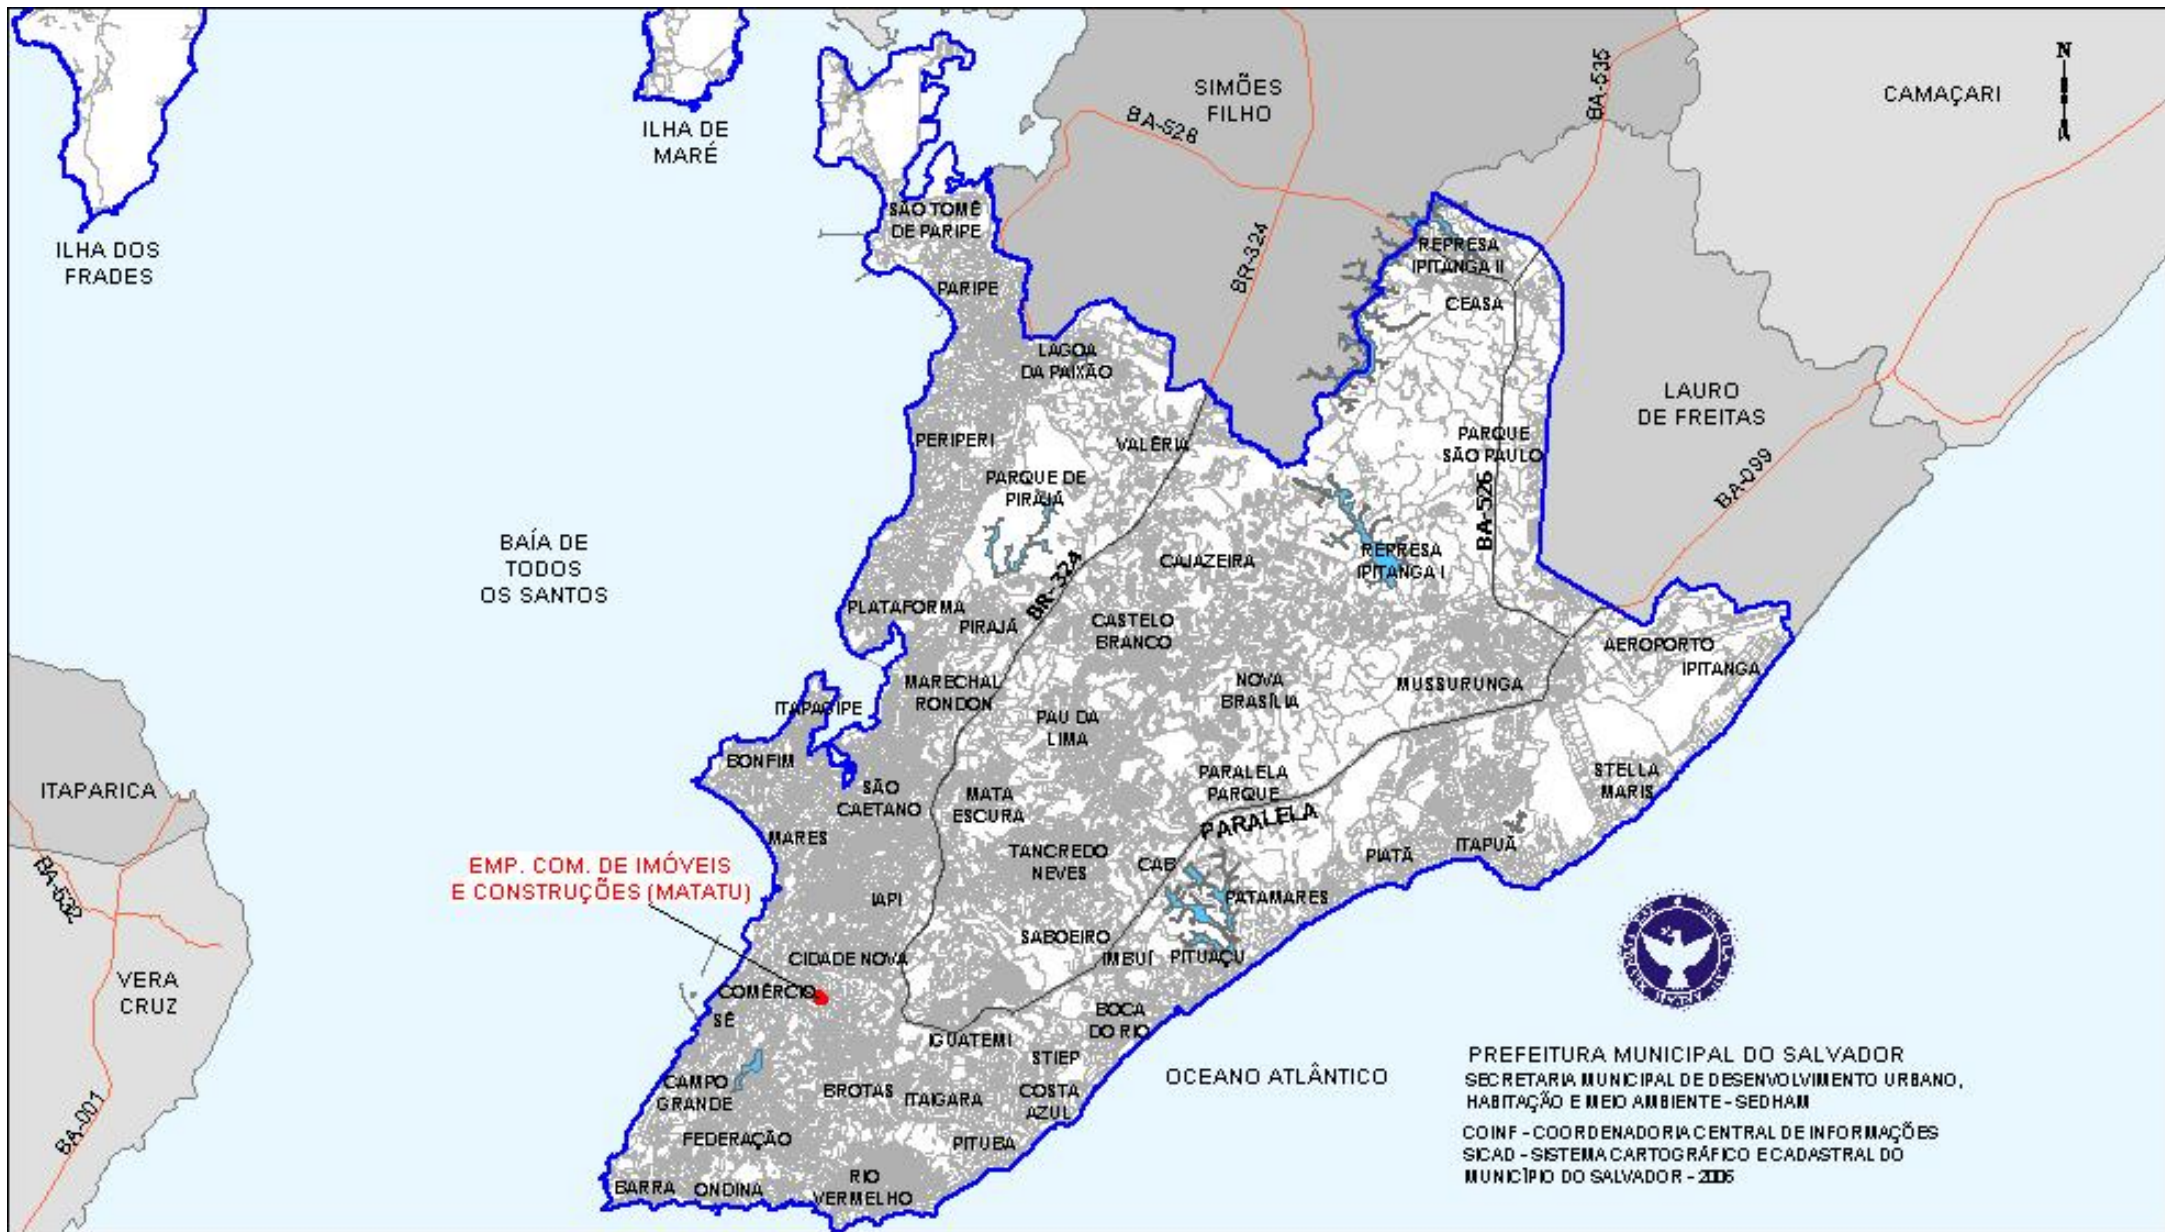 N
SIMÕES
FILHO
BA-535
CAMAÇARI
BA-526
ILHA DE
MARÉ
ILHA DOS
FRADES
SÃO TOMÉ
DE PARIPE
BR-324
REPRESA
IPITANGA II
PARIPE
CEASA
LAGOA
DA PAIXÃO
LAURO
DE FREITAS
PERIPERI
VALÉRIA
PARQUE
SÃO PAULO
PARQUE DE
PIRAJÁ
BA-099
BA-526
BAÍA DE
TODOS
OS SANTOS
CAJAZEIRA
REPRESA
IPITANGA I
BR-324
PLATAFORMA
PIRAJÁ
CASTELO
BRANCO
AEROPORTO
IPITANGA
MARECHAL
RONDON
NOVA
BRASÍLIA
MUSSURUNGA
ITAPAGIPE
PAU DA
LIMA
BONFIM
PARALELA
PARQUE
STELLA
MARIS
ITAPARICA
SÃO
CAETANO
MATA
ESCURA
PARALELA
MARES
EMP. COM. DE IMÓVEIS
E CONSTRUÇÕES (MATATU)
TANCREDO
NEVES
CAB
PIATÃ
ITAPUÃ
BA-532
IAPI
PATAMARES
SABOEIRO
CIDADE NOVA
IMBUÍ
PITUAÇU
VERA
CRUZ
COMÉRCIO
SÉ
BOCA
DO RIO
IGUATEMI
STIEP
OCEANO ATLÂNTICO
CAMPO
GRANDE
BROTAS
ITAIGARA
COSTA
AZUL
BA-001
FEDERAÇÃO
PITUBA
BARRA
ONDINA
RIO
VERMELHO
PREFEITURA MUNICIPAL DO SALVADOR
SECRETARIA MUNICIPAL DE DESENVOLVIMENTO URBANO,
HABITAÇÃO E MEIO AMBIENTE - SEDHAM
COINF - COORDENADORIA CENTRAL DE INFORMAÇÕES
SICAD - SISTEMA CARTOGRÁFICO E CADASTRAL DO
MUNICÍPIO DO SALVADOR - 2006